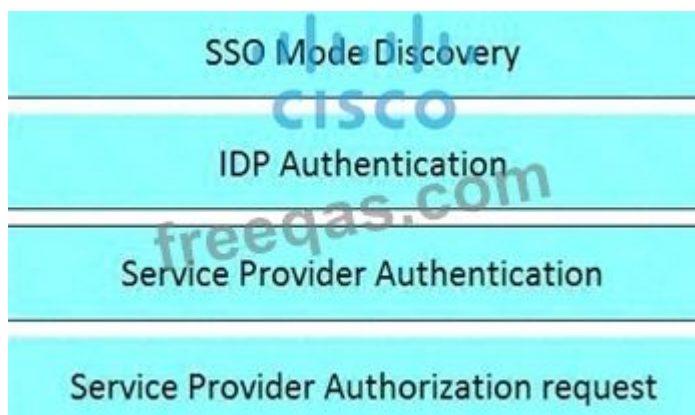 SSO Mode Discovery
CISCO
IDP Authentication
freeqas.com
Service Provider Authentication
Service Provider Authorization request